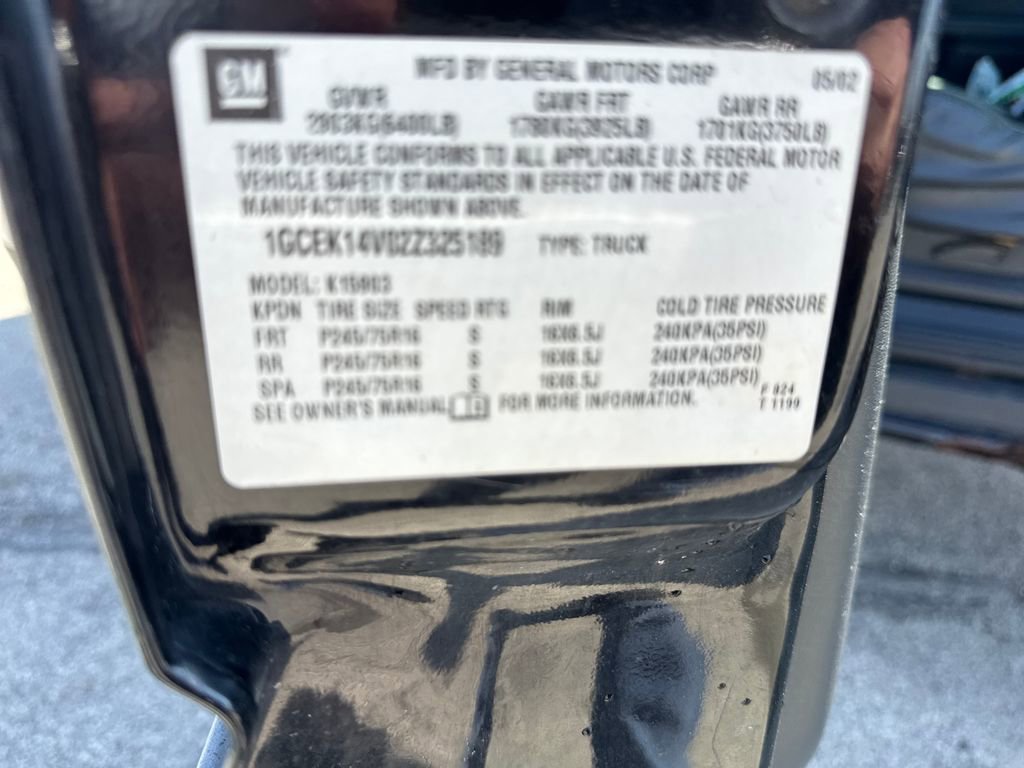 GM
MFD BY GENERAL MOTORS CORP 05/02
GVWR GAWR FRT GAWR RR
2903KG(6400LB) 1780KG(3925LB) 1701KG(3750LB)
THIS VEHICLE CONFORMS TO ALL APPLICABLE U.S. FEDERAL MOTOR
VEHICLE SAFETY STANDARDS IN EFFECT ON THE DATE OF
MANUFACTURE SHOWN ABOVE.
1GCEK14V02Z325189 TYPE: TRUCK
MODEL: K15903
TIRE SIZE SPEED RTG RIM COLD TIRE PRESSURE
FRT P245/75R16 S 16X6.5J 240KPA(35PSI)
RR P245/75R16 S 16X6.5J 240KPA(35PSI)
SPA P245/75R16 S 16X6.5J 240KPA(35PSI)
SEE OWNER'S MANUAL FOR MORE INFORMATION.
F 824
T 1199